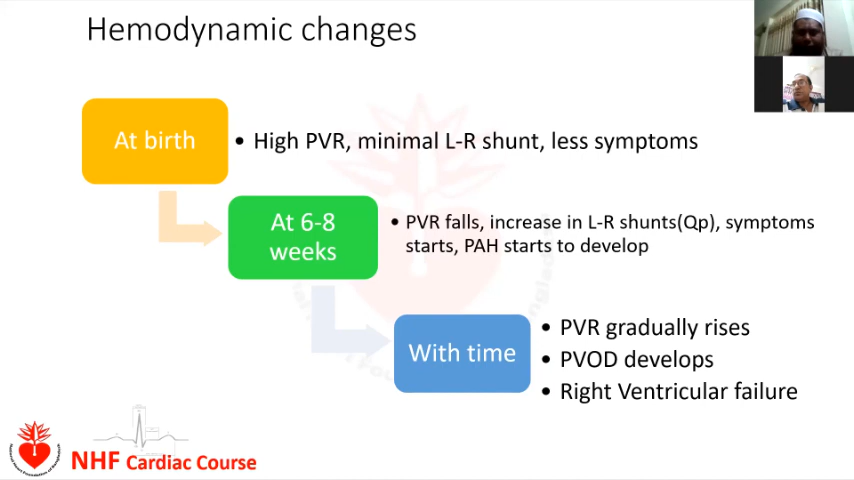 Hemodynamic changes
At birth
• High PVR, minimal L-R shunt, less symptoms
At 6-8
weeks
• PVR falls, increase in L-R shunts(Qp), symptoms
starts, PAH starts to develop
With time
• PVR gradually rises
• PVOD develops
• Right Ventricular failure
NHF Cardiac Course